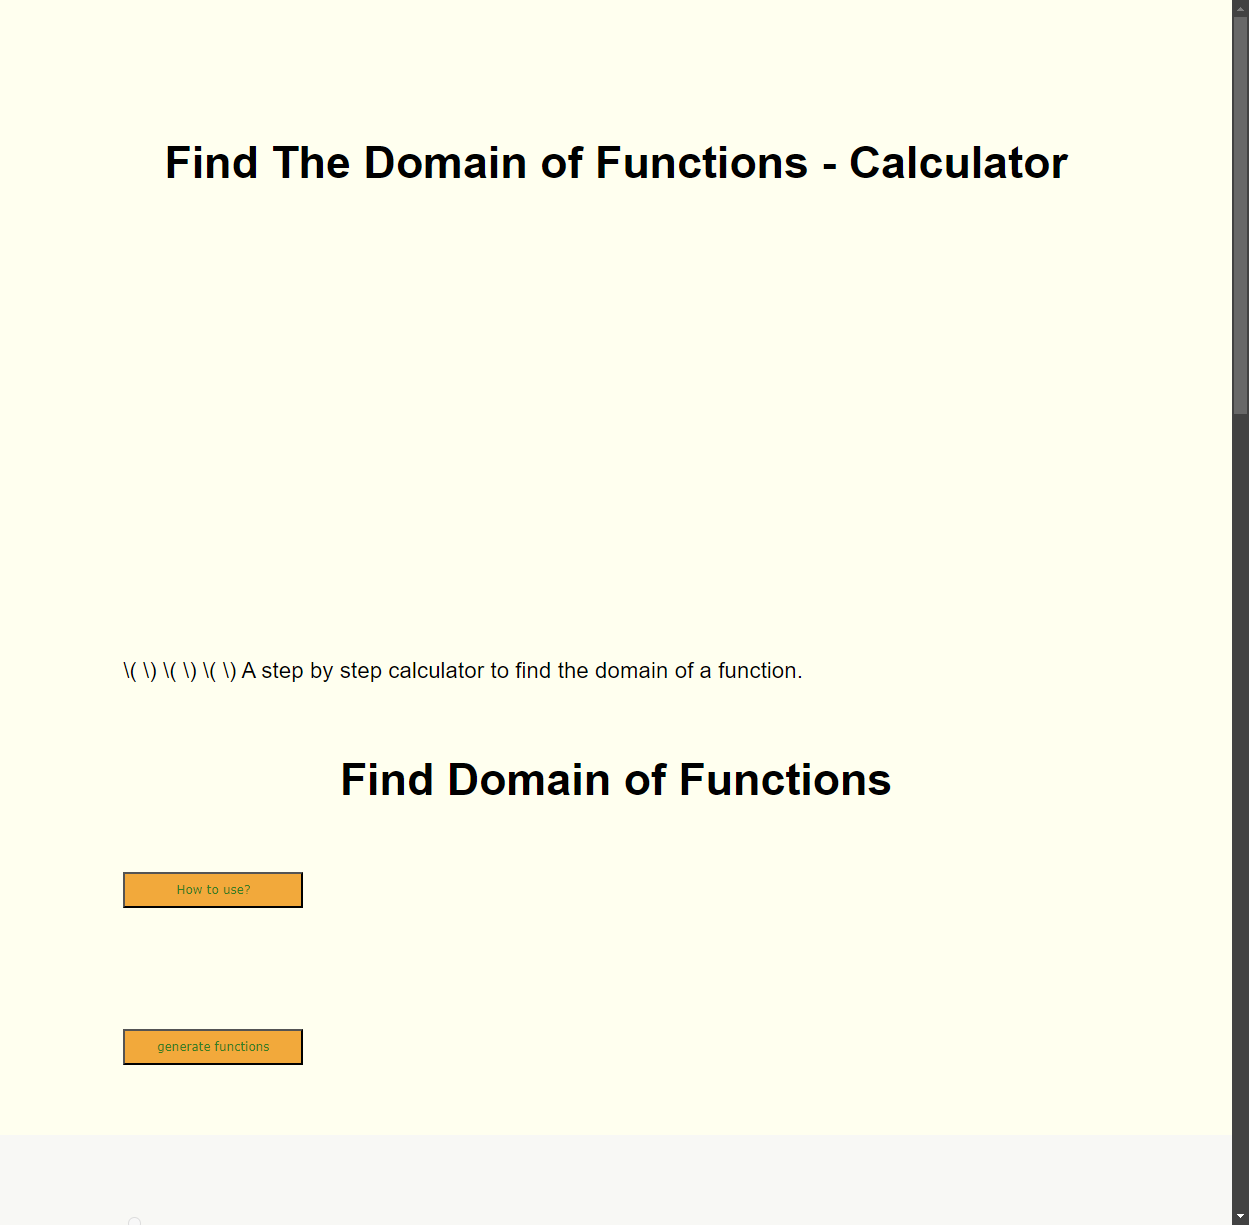 Find The Domain of Functions - Calculator
\( \) \( \) \( \) A step by step calculator to find the domain of a function.
Find Domain of Functions
How to use?
generate functions